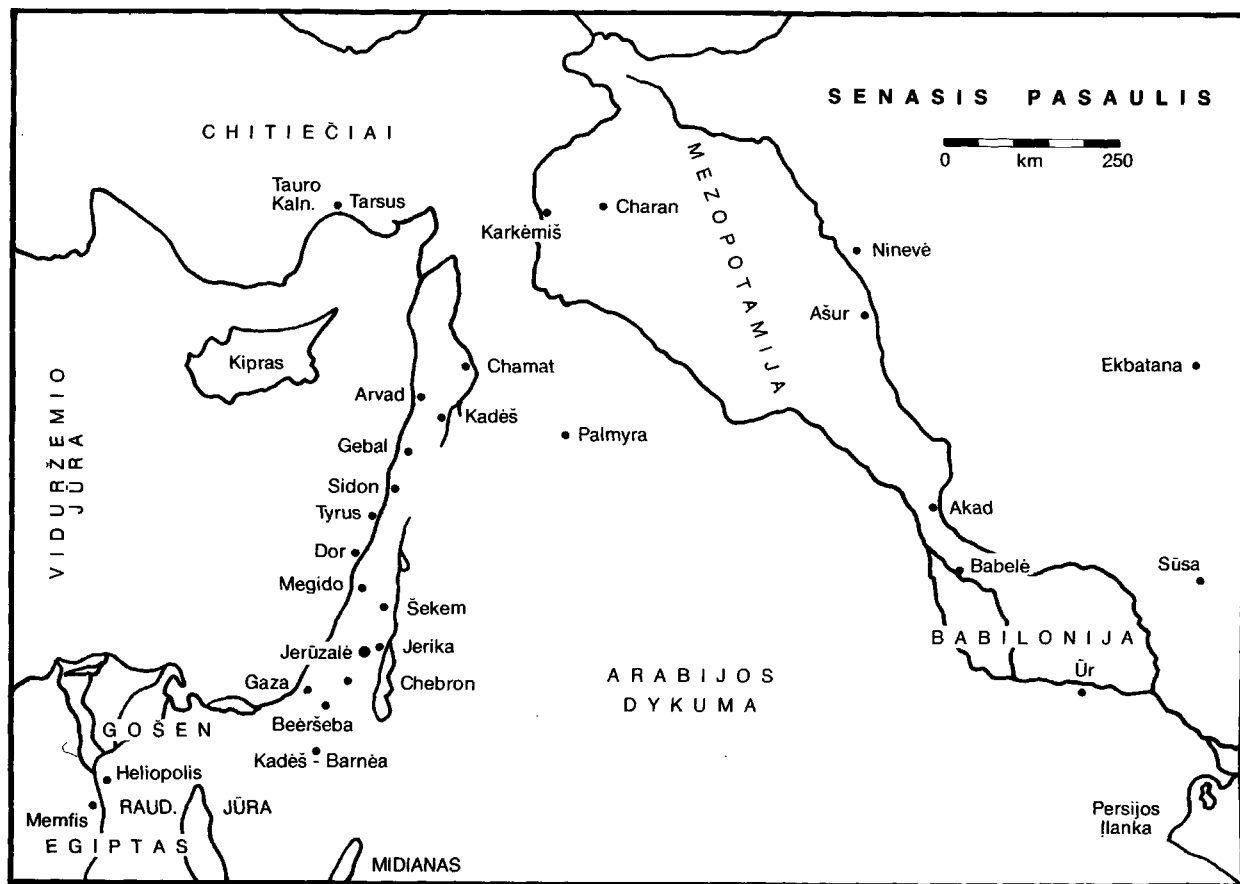 SENASIS PASAULIS
0 km 250
CHITIEČIAI
MEZOPOTAMIJA
Tauro
Kaln.
Tarsus
Karkėmiš
Charan
Ninevė
Ašur
Ekbatana
Kipras
Chamat
Arvad
Kadėš
Gebal
Palmyra
Sidon
Tyrus
Akad
Dor
Babelė
Sūsa
Megido
Šekem
VIDURŽEMIO
JŪRA
BABILONIJA
Jerūzalė
Jerika
Ūr
Gaza
Chebron
ARABIJOS
DYKUMA
Beėršeba
GOŠEN
Kadėš - Barnėa
Heliopolis
Memfis
RAUD. JŪRA
Persijos
Įlanka
EGIPTAS
MIDIANAS